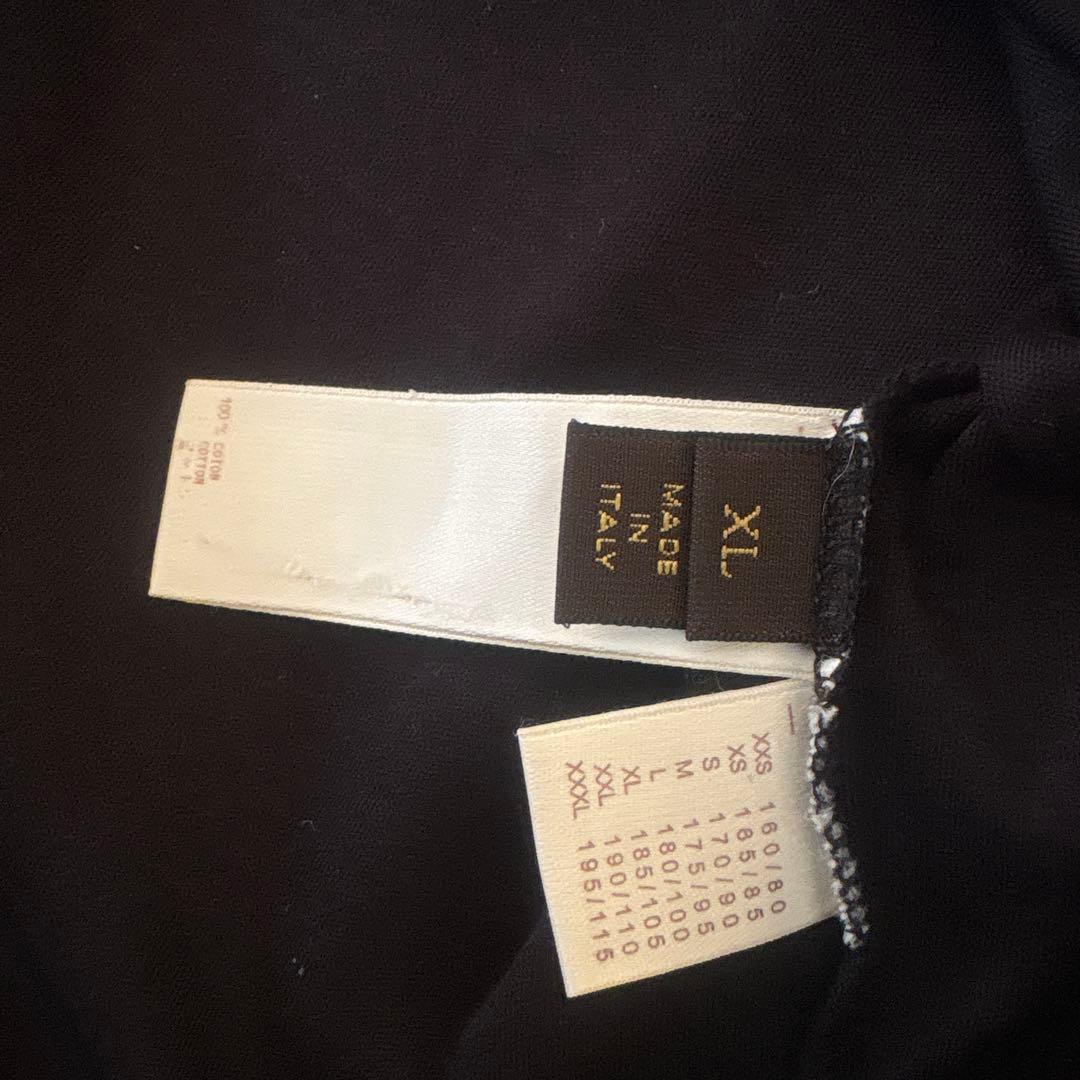 XL
MADE
IN
ITALY
100% COTON
COTTON
XXS 160/80
XS 185/85
S 170/90
M 175/95
L 180/100
XL 185/105
XXL 190/110
XXXL 195/115